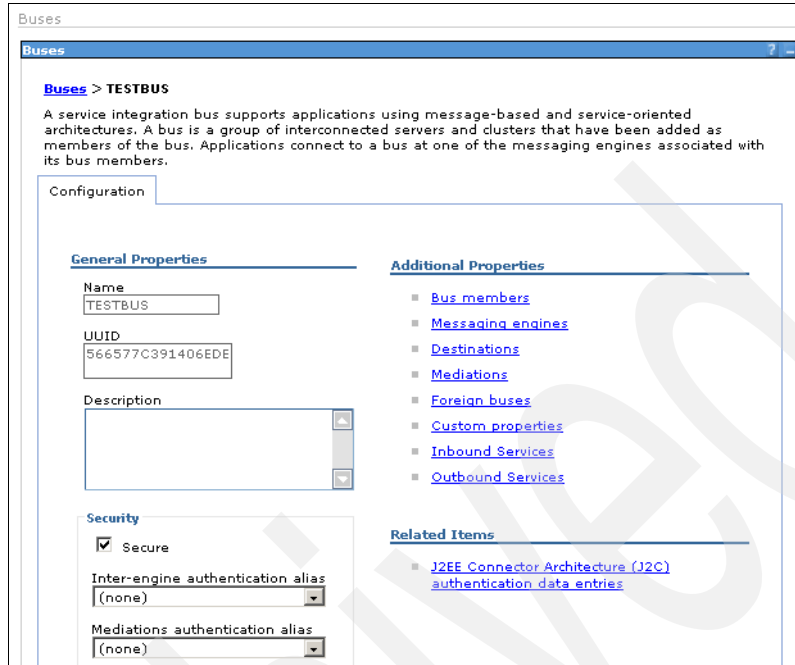 Buses
Buses ? –
Buses > TESTBUS
A service integration bus supports applications using message-based and service-oriented
architectures. A bus is a group of interconnected servers and clusters that have been added as
members of the bus. Applications connect to a bus at one of the messaging engines associated with
its bus members.
Configuration
General Properties
Name
TESTBUS
UUID
566577C391406EDE
Description
Security
Secure
Inter-engine authentication alias
(none)
Mediations authentication alias
(none)
Additional Properties
Bus members
Messaging engines
Destinations
Mediations
Foreign buses
Custom properties
Inbound Services
Outbound Services
Related Items
J2EE Connector Architecture (J2C)
authentication data entries